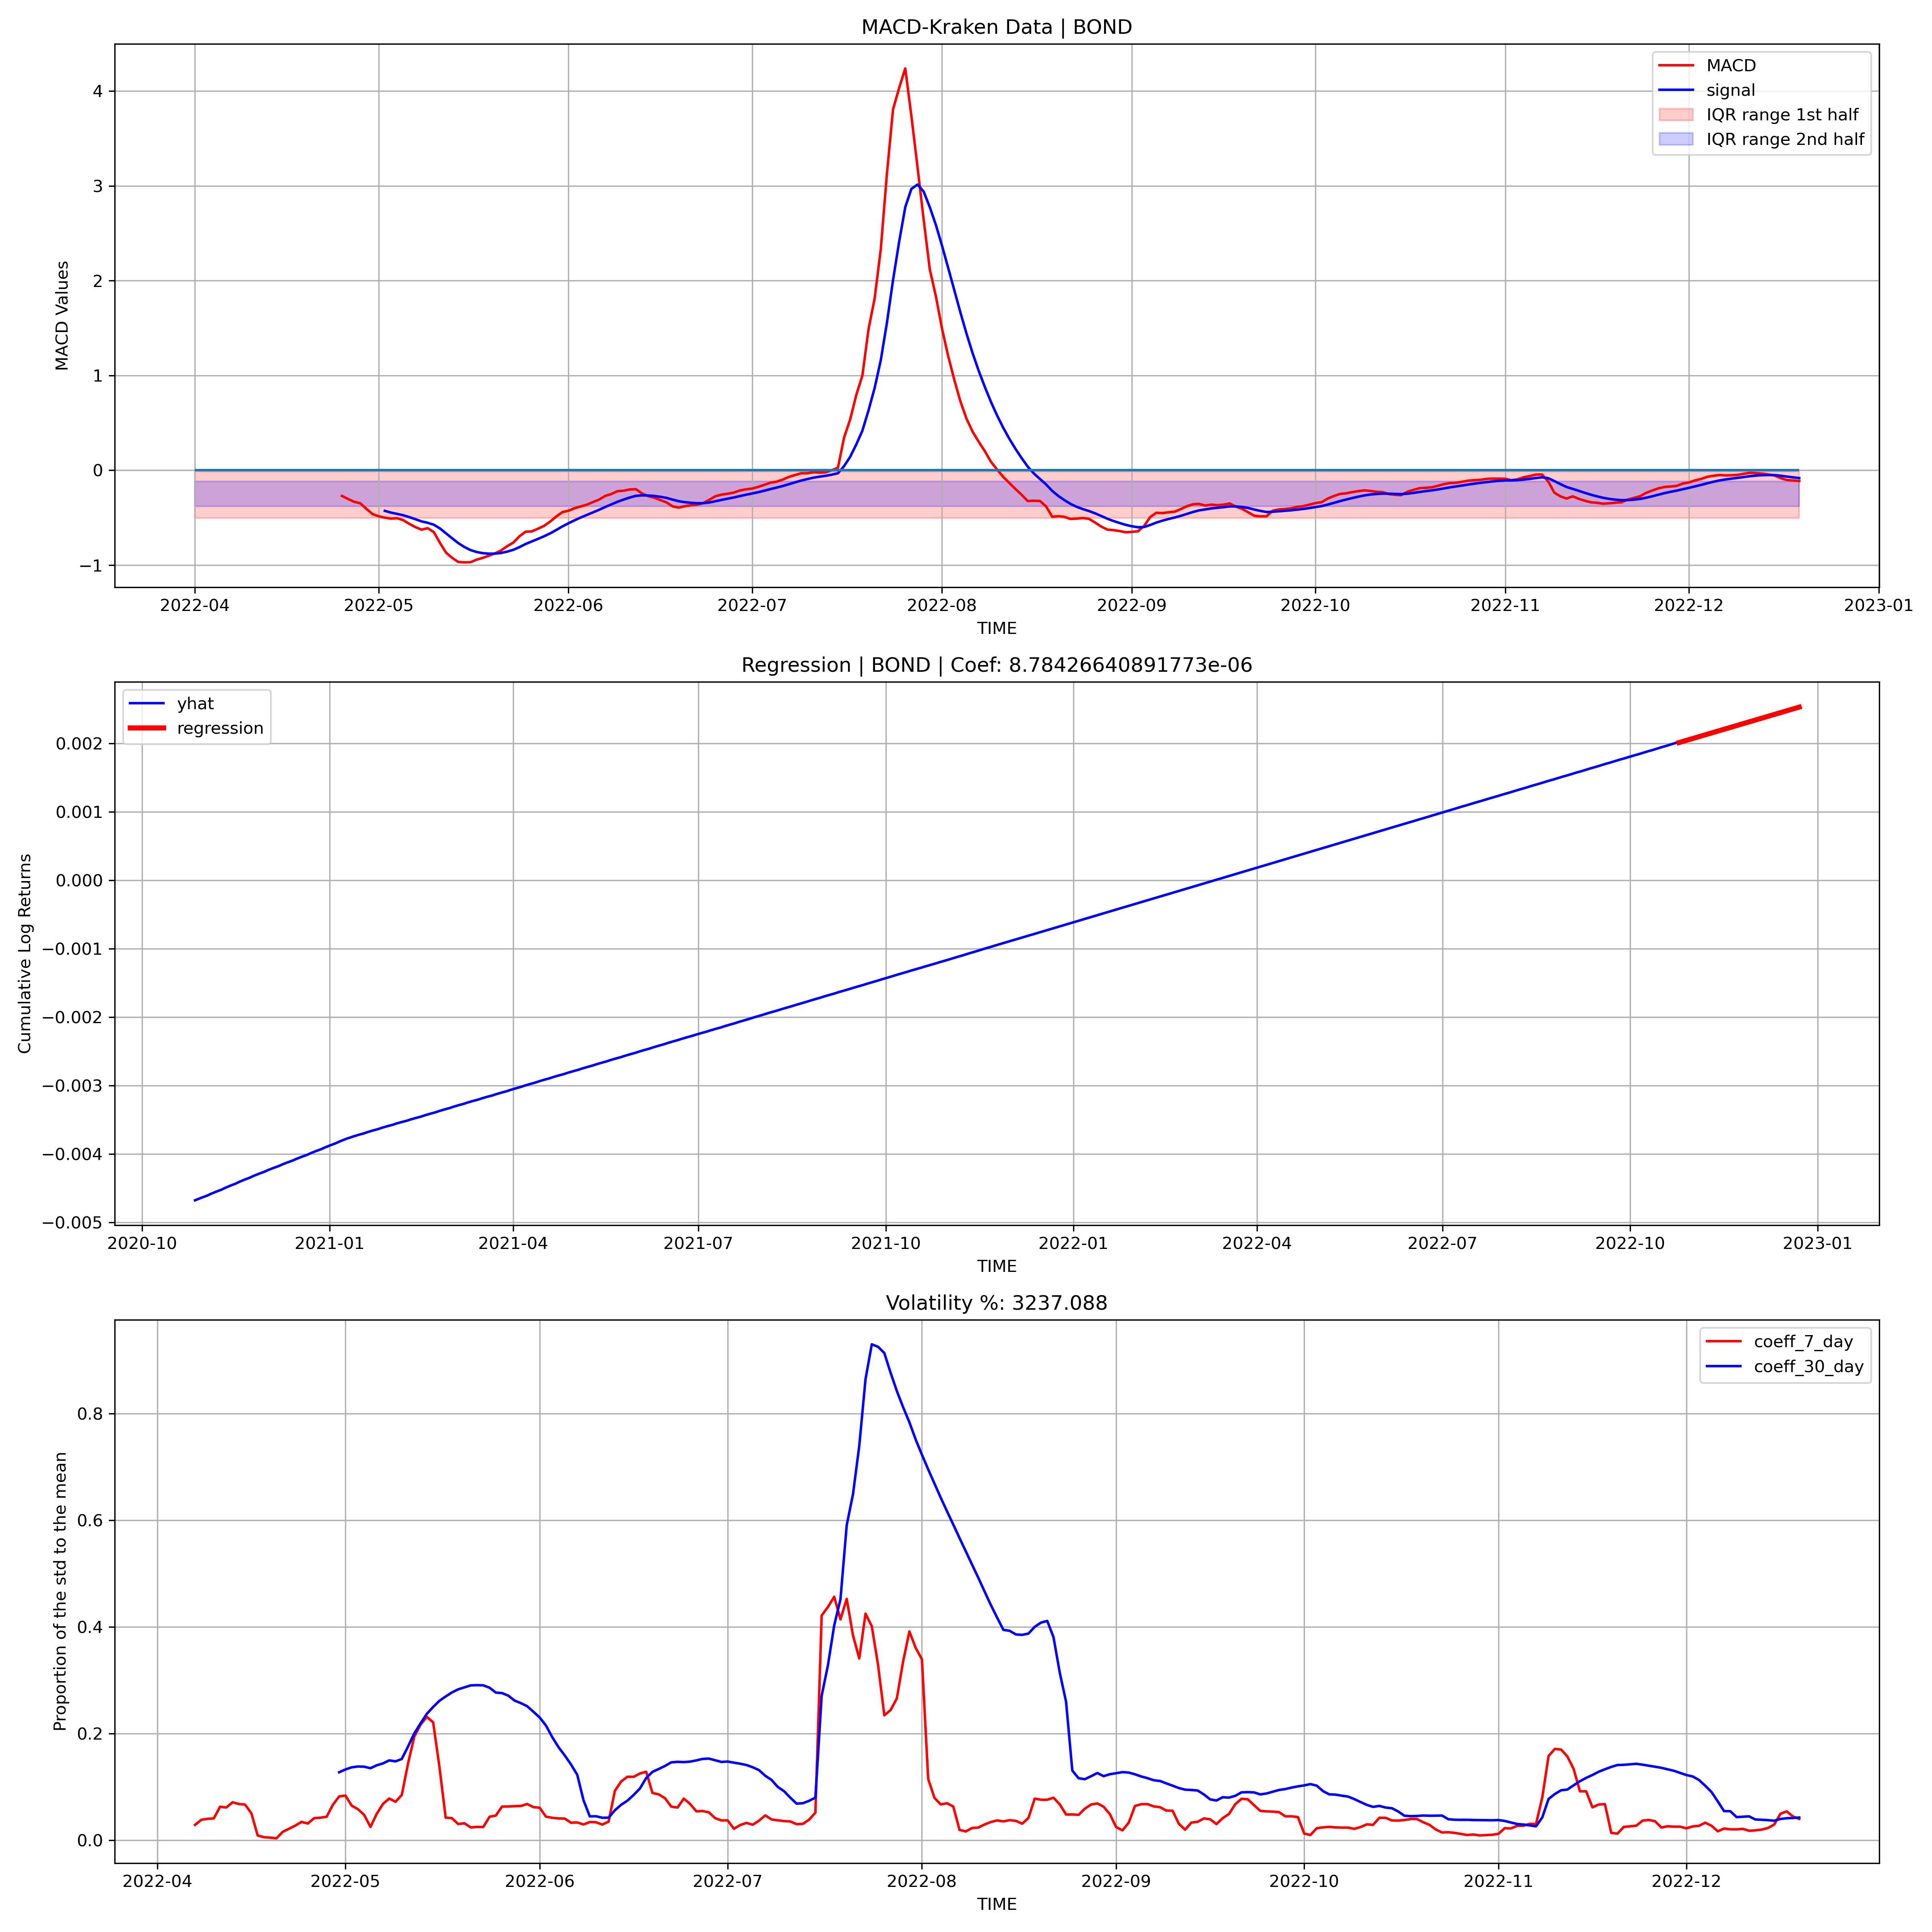 MACD-Kraken Data | BOND
MACD
signal
IQR range 1st half
IQR range 2nd half
MACD Values
4
3
2
1
0
−1
2022-04 2022-05 2022-06 2022-07 2022-08 2022-09 2022-10 2022-11 2022-12 2023-01
TIME
Regression | BOND | Coef: 8.78426640891773e-06
yhat
regression
Cumulative Log Returns
0.002
0.001
0.000
−0.001
−0.002
−0.003
−0.004
−0.005
2020-10 2021-01 2021-04 2021-07 2021-10 2022-01 2022-04 2022-07 2022-10 2023-01
TIME
Volatility %: 3237.088
coeff_7_day
coeff_30_day
Proportion of the std to the mean
0.8
0.6
0.4
0.2
0.0
2022-04 2022-05 2022-06 2022-07 2022-08 2022-09 2022-10 2022-11 2022-12
TIME